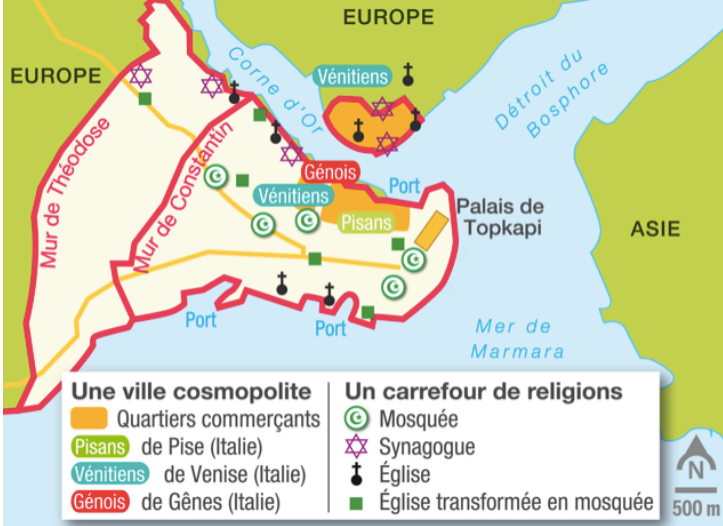 EUROPE
EUROPE
Corne d'Or
Vénitiens
Détroit du
Bosphore
Mur de Théodose
Mur de Constantin
Génois
Vénitiens
Port
Pisans
Palais de
Topkapi
ASIE
Port
Port
Mer de
Marmara
Une ville cosmopolite
Quartiers commerçants
Pisans de Pise (Italie)
Vénitiens de Venise (Italie)
Génois de Gênes (Italie)
Un carrefour de religions
Mosquée
Synagogue
Église
Église transformée en mosquée
N
500 m